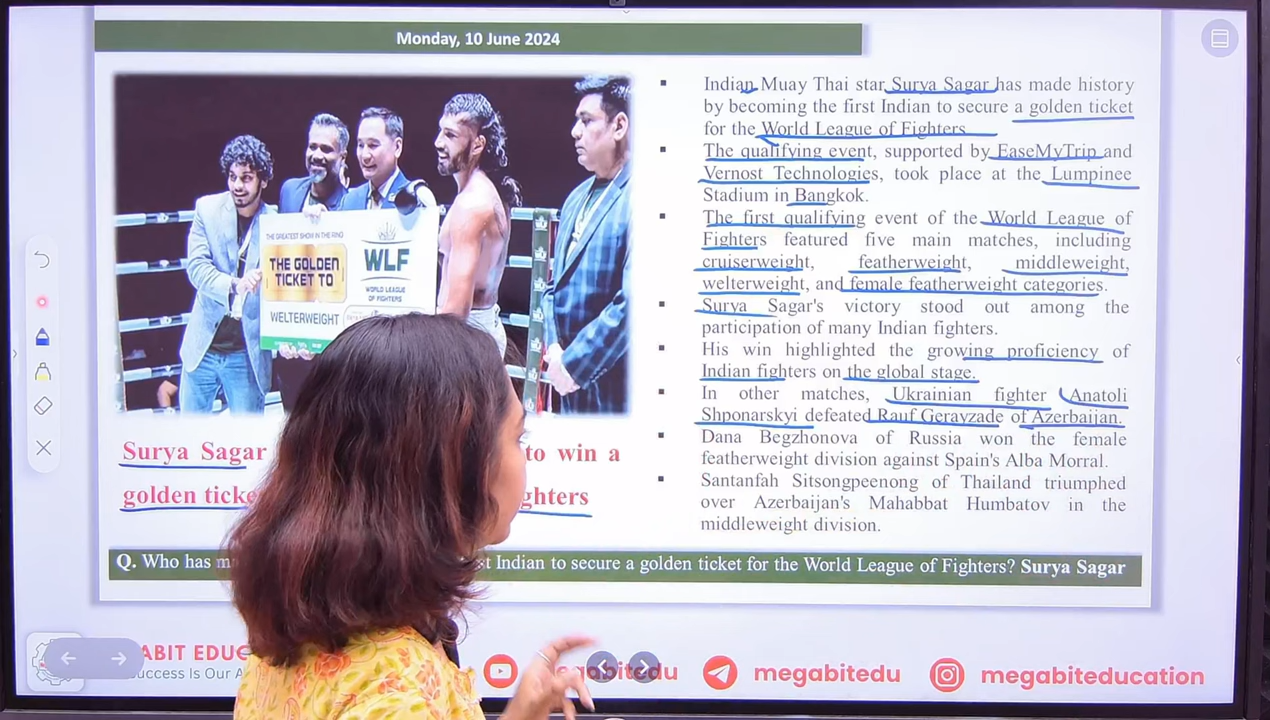 Monday, 10 June 2024
THE GREATEST SHOW IN THE RING
THE GOLDEN
TICKET TO
WLF
WORLD LEAGUE
OF FIGHTERS
WELTERWEIGHT
Surya Sagar to win a
golden ghters
▪ Indian Muay Thai star Surya Sagar has made history
by becoming the first Indian to secure a golden ticket
for the World League of Fighters
▪ The qualifying event, supported by EaseMyTrip and
Vernost Technologies, took place at the Lumpinee
Stadium in Bangkok.
▪ The first qualifying event of the World League of
Fighters featured five main matches, including
cruiserweight, featherweight, middleweight,
welterweight, and female featherweight categories.
▪ Surya Sagar's victory stood out among the
participation of many Indian fighters.
▪ His win highlighted the growing proficiency of
Indian fighters on the global stage.
▪ In other matches, Ukrainian fighter Anatoli
Shponarskyi defeated Rauf Gerayzade of Azerbaijan.
▪ Dana Begzhonova of Russia won the female
featherweight division against Spain's Alba Morral.
▪ Santanfah Sitsongpeenong of Thailand triumphed
over Azerbaijan's Mahabbat Humbatov in the
middleweight division.
Q. Who has Indian to secure a golden ticket for the World League of Fighters? Surya Sagar
ABIT EDUC
uccess Is Our A
megabitedu
megabitedu
megabiteducation